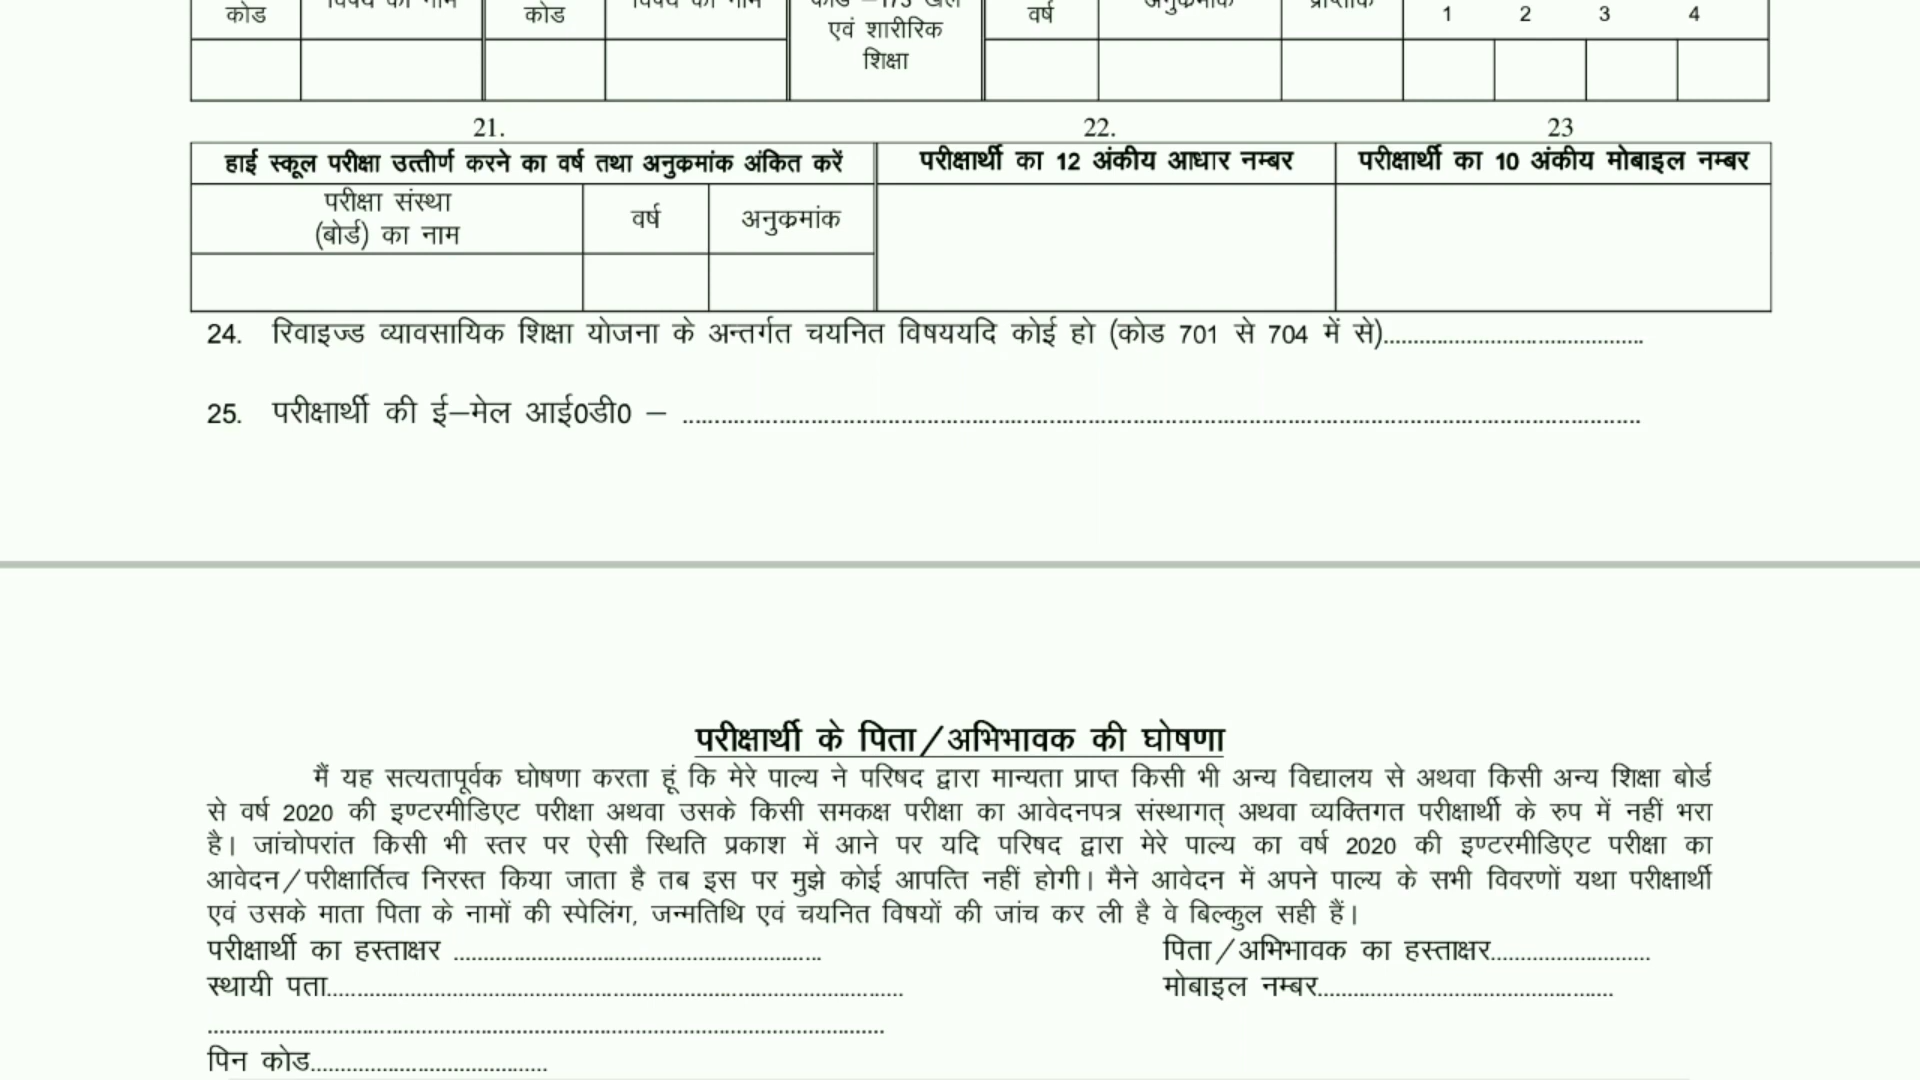 कोड कोड वर्ष 1 2 3 4
एवं शारीरिक
शिक्षा
21. 22. 23
हाई स्कूल परीक्षा उत्तीर्ण करने का वर्ष तथा अनुक्रमांक अंकित करें परीक्षार्थी का 12 अंकीय आधार नम्बर परीक्षार्थी का 10 अंकीय मोबाइल नम्बर
परीक्षा संस्था
(बोर्ड) का नाम वर्ष अनुक्रमांक
24. रिवाइज्ड व्यावसायिक शिक्षा योजना के अन्तर्गत चयनित विषययदि कोई हो (कोड 701 से 704 में से)............................................
25. परीक्षार्थी की ई–मेल आई0डी0 – ................................................................................
परीक्षार्थी के पिता/अभिभावक की घोषणा
मैं यह सत्यतापूर्वक घोषणा करता हूं कि मेरे पाल्य ने परिषद द्वारा मान्यता प्राप्त किसी भी अन्य विद्यालय से अथवा किसी अन्य शिक्षा बोर्ड
से वर्ष 2020 की इण्टरमीडिएट परीक्षा अथवा उसके किसी समकक्ष परीक्षा का आवेदनपत्र संस्थागत् अथवा व्यक्तिगत परीक्षार्थी के रुप में नहीं भरा
है। जांचोपरांत किसी भी स्तर पर ऐसी स्थिति प्रकाश में आने पर यदि परिषद द्वारा मेरे पाल्य का वर्ष 2020 की इण्टरमीडिएट परीक्षा का
आवेदन/परीक्षार्तित्व निरस्त किया जाता है तब इस पर मुझे कोई आपत्ति नहीं होगी। मैने आवेदन में अपने पाल्य के सभी विवरणों यथा परीक्षार्थी
एवं उसके माता पिता के नामों की स्पेलिंग, जन्मतिथि एवं चयनित विषयों की जांच कर ली है वे बिल्कुल सही हैं।
परीक्षार्थी का हस्ताक्षर .............................................................. पिता/अभिभावक का हस्ताक्षर...........................
स्थायी पता................................................................................ मोबाइल नम्बर..................................................
................................................................................
पिन कोड........................................